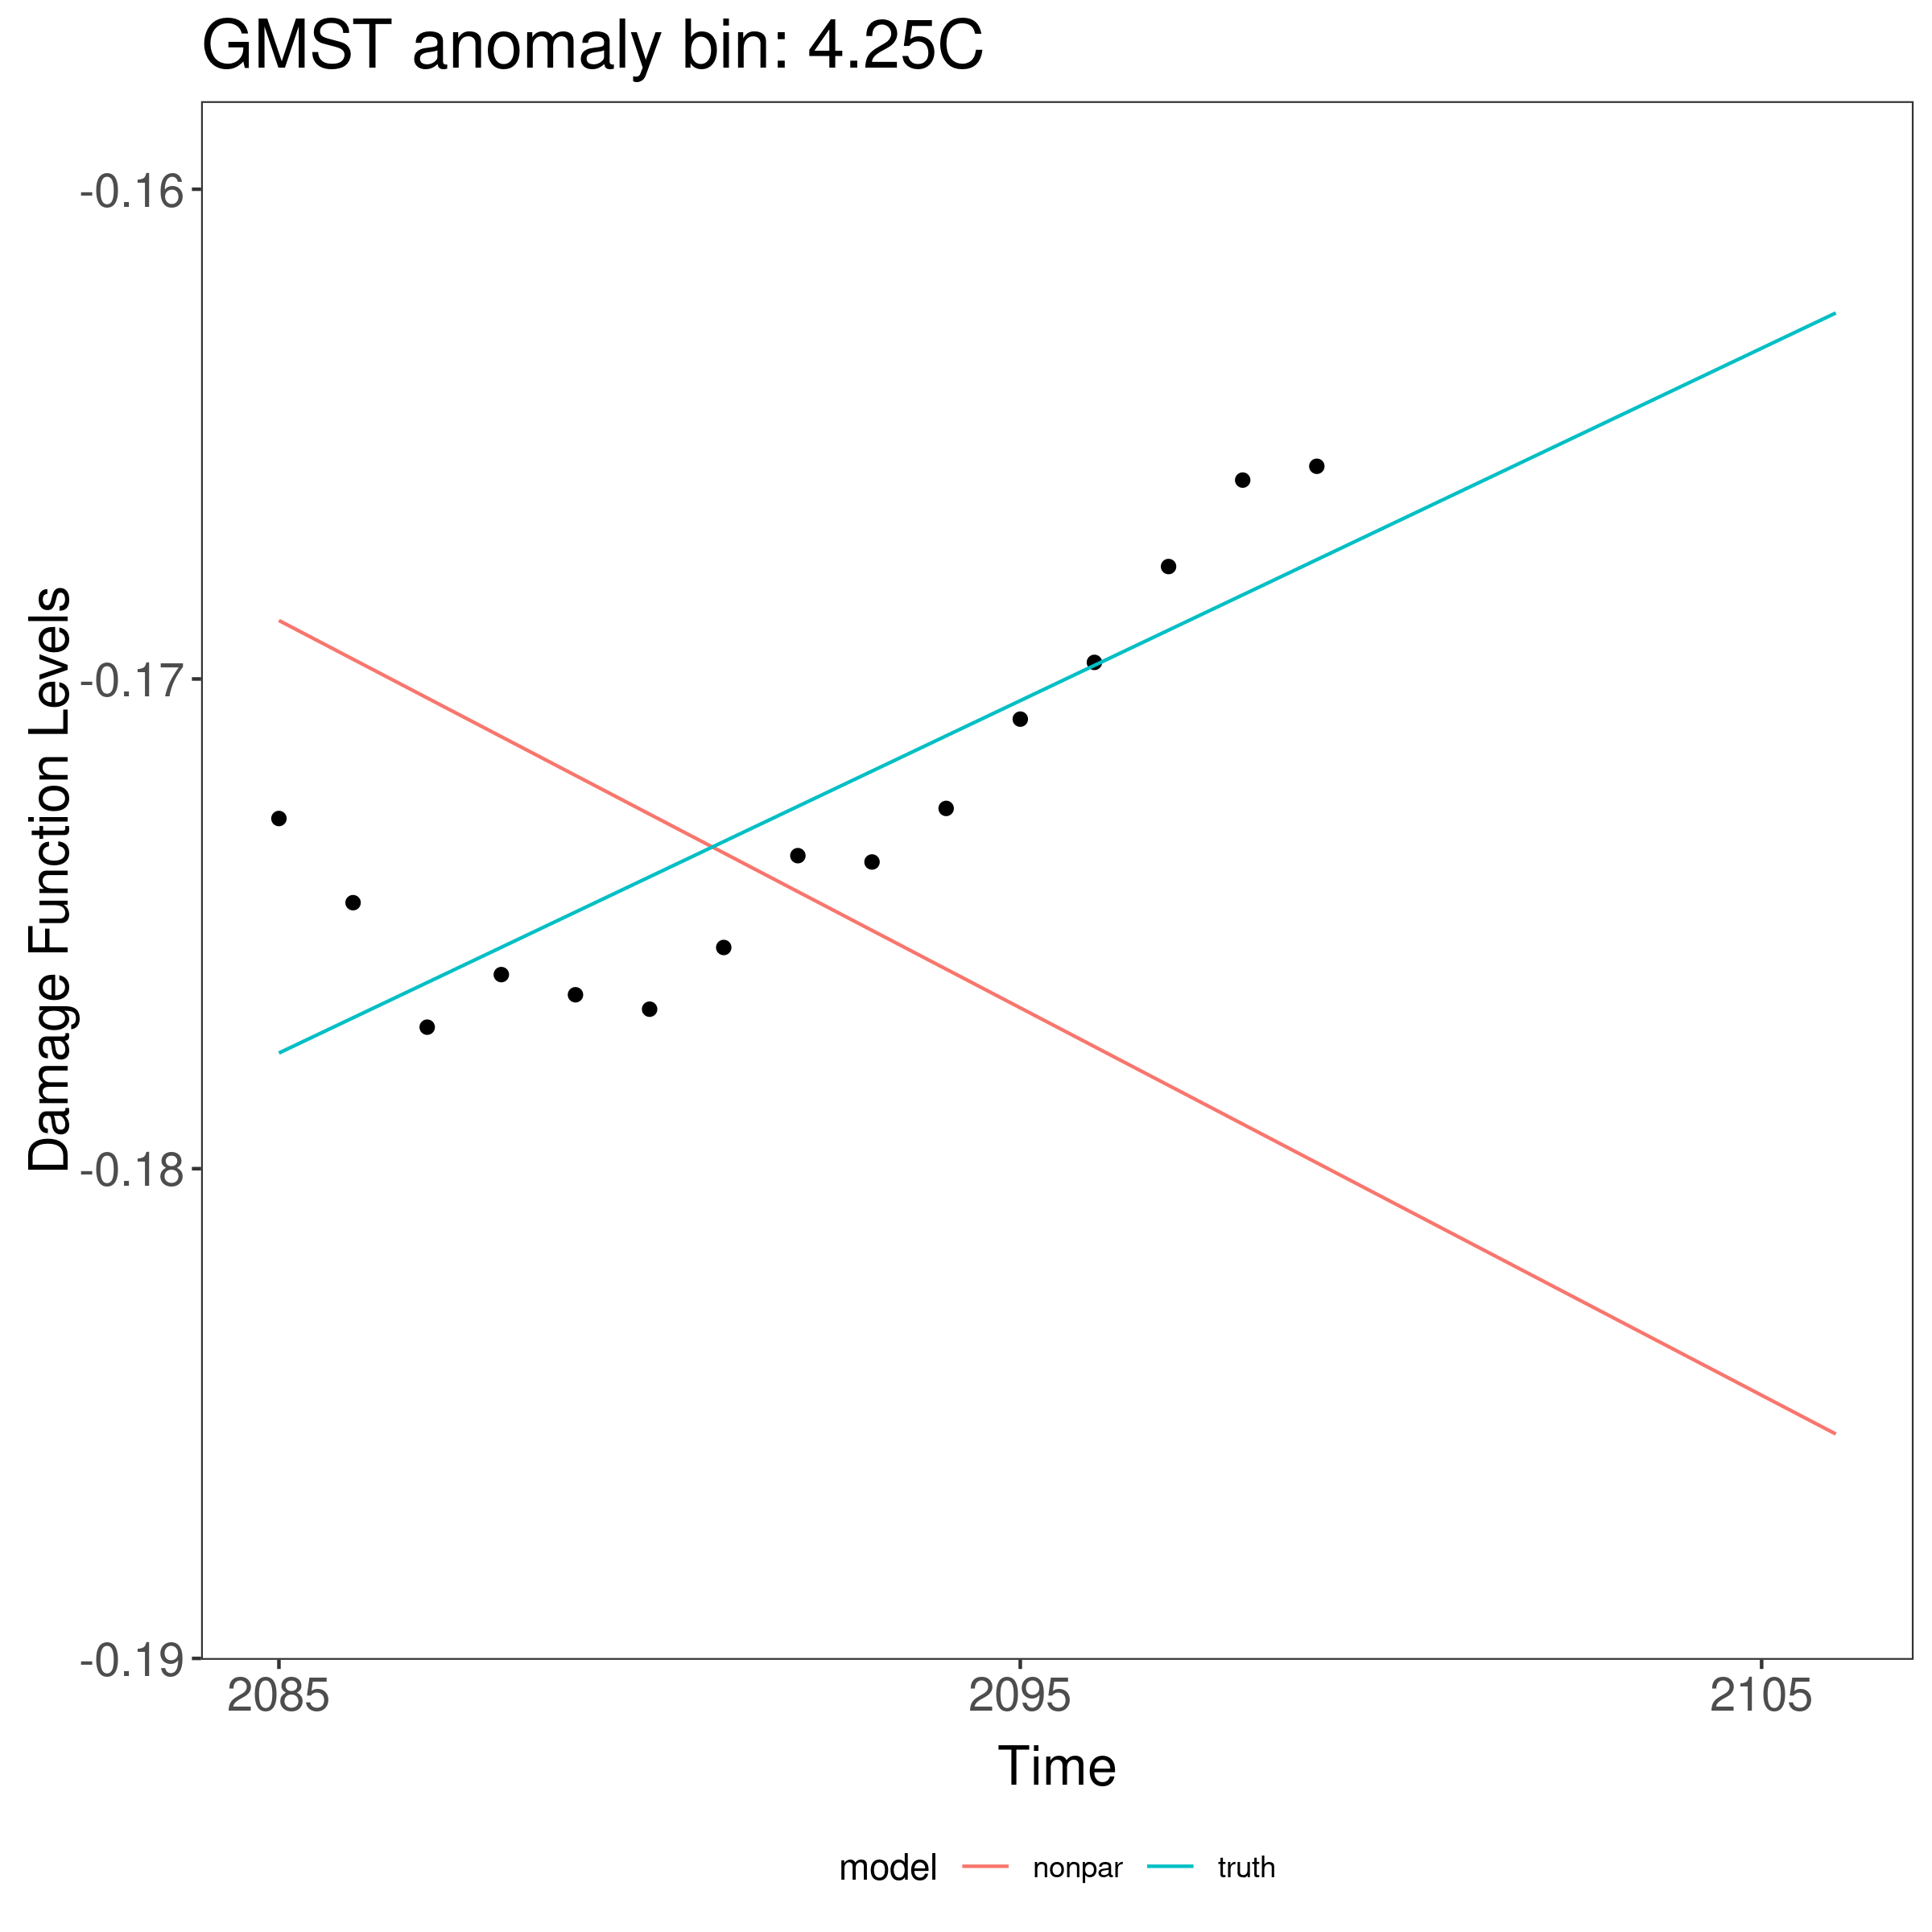 GMST anomaly bin: 4.25C
-0.16
-0.17
-0.18
-0.19
Damage Function Levels
2085 2095 2105
Time
model nonpar truth